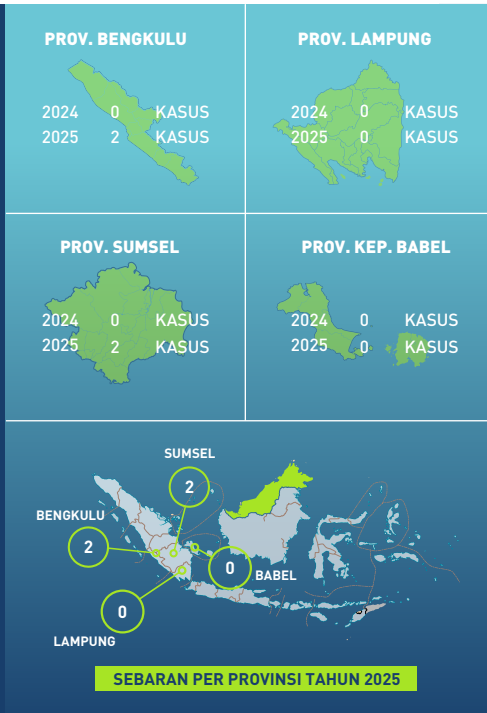 PROV. BENGKULU
2024 0 KASUS
2025 2 KASUS
PROV. LAMPUNG
2024 0 KASUS
2025 0 KASUS
PROV. SUMSEL
2024 0 KASUS
2025 2 KASUS
PROV. KEP. BABEL
2024 0 KASUS
2025 0 KASUS
SUMSEL
2
BENGKULU
2
0
BABEL
0
LAMPUNG
SEBARAN PER PROVINSI TAHUN 2025